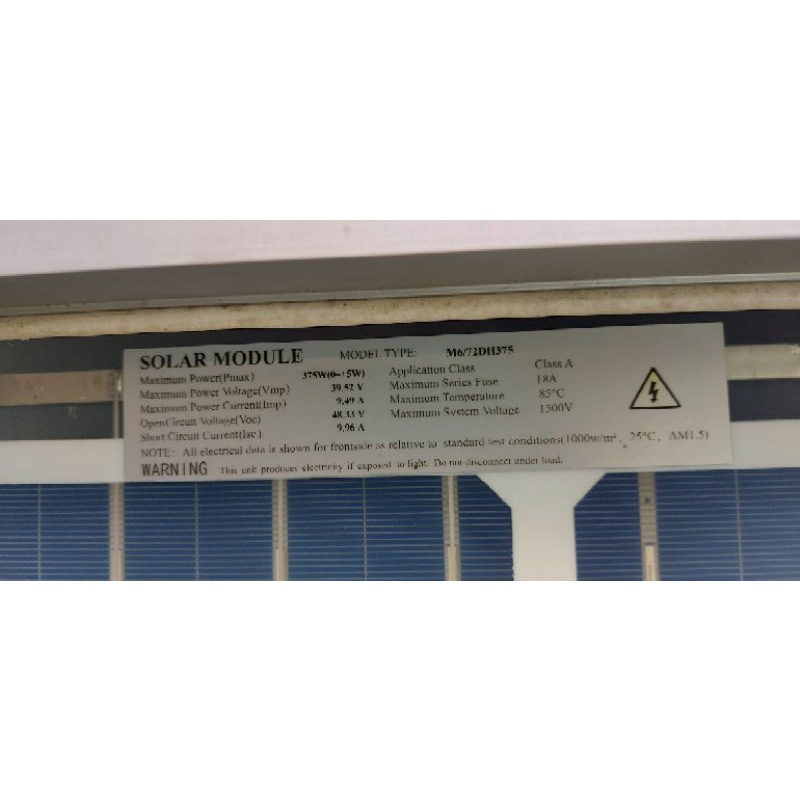 SOLAR MODULE MODEL TYPE: M6/72DH375
Maximum Power(Pmax) 375W(0~+5W) Application Class Class A
Maximum Power Voltage(Vmp) 39.52 V Maximum Series Fuse 18A
Maximum Power Current(Imp) 9.49 A Maximum Temperature 85°C
OpenCircuit Voltage(Voc) 48.33 V Maximum System Voltage 1500V
Short Circuit Current(Isc) 9.96 A
NOTE: All electrical data is shown for frontside as relative to standard test conditions(1000w/m², 25°C, AM1.5)
WARNING This unit produces electricity if exposed to light. Do not disconnect under load.